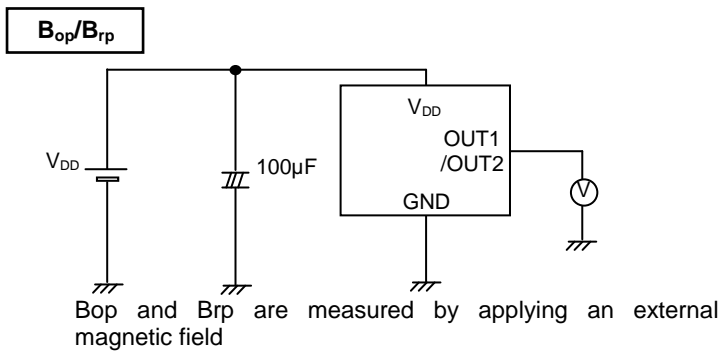 Bop/Brp
VDD
OUT1
/OUT2
VDD
100µF
GND
V
Bop and Brp are measured by applying an external
magnetic field